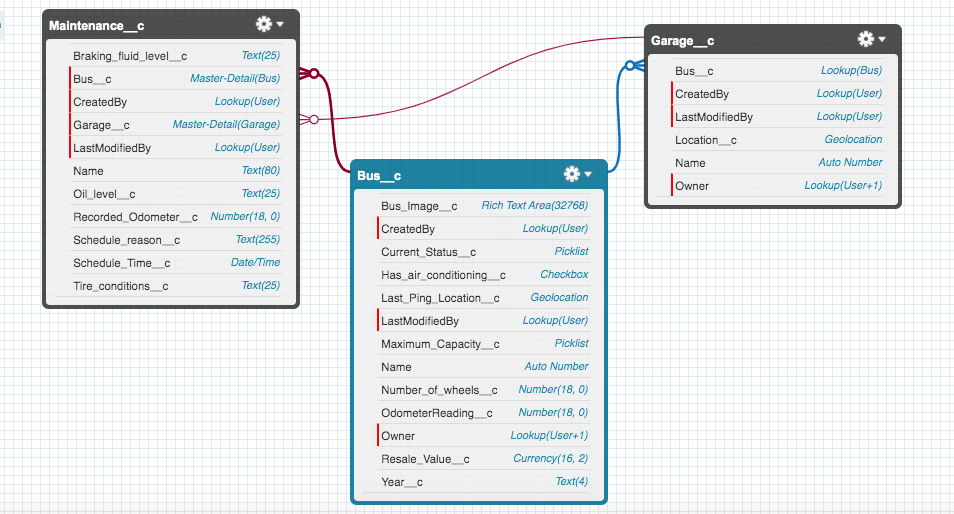 Maintenance__c
Braking_fluid_level__c Text(25)
Bus__c Master-Detail(Bus)
CreatedBy Lookup(User)
Garage__c Master-Detail(Garage)
LastModifiedBy Lookup(User)
Name Text(80)
Oil_level__c Text(25)
Recorded_Odometer__c Number(18, 0)
Schedule_reason__c Text(255)
Schedule_Time__c Date/Time
Tire_conditions__c Text(25)
Bus__c
Bus_Image__c Rich Text Area(32768)
CreatedBy Lookup(User)
Current_Status__c Picklist
Has_air_conditioning__c Checkbox
Last_Ping_Location__c Geolocation
LastModifiedBy Lookup(User)
Maximum_Capacity__c Picklist
Name Auto Number
Number_of_wheels__c Number(18, 0)
OdometerReading__c Number(18, 0)
Owner Lookup(User+1)
Resale_Value__c Currency(16, 2)
Year__c Text(4)
Garage__c
Bus__c Lookup(Bus)
CreatedBy Lookup(User)
LastModifiedBy Lookup(User)
Location__c Geolocation
Name Auto Number
Owner Lookup(User+1)